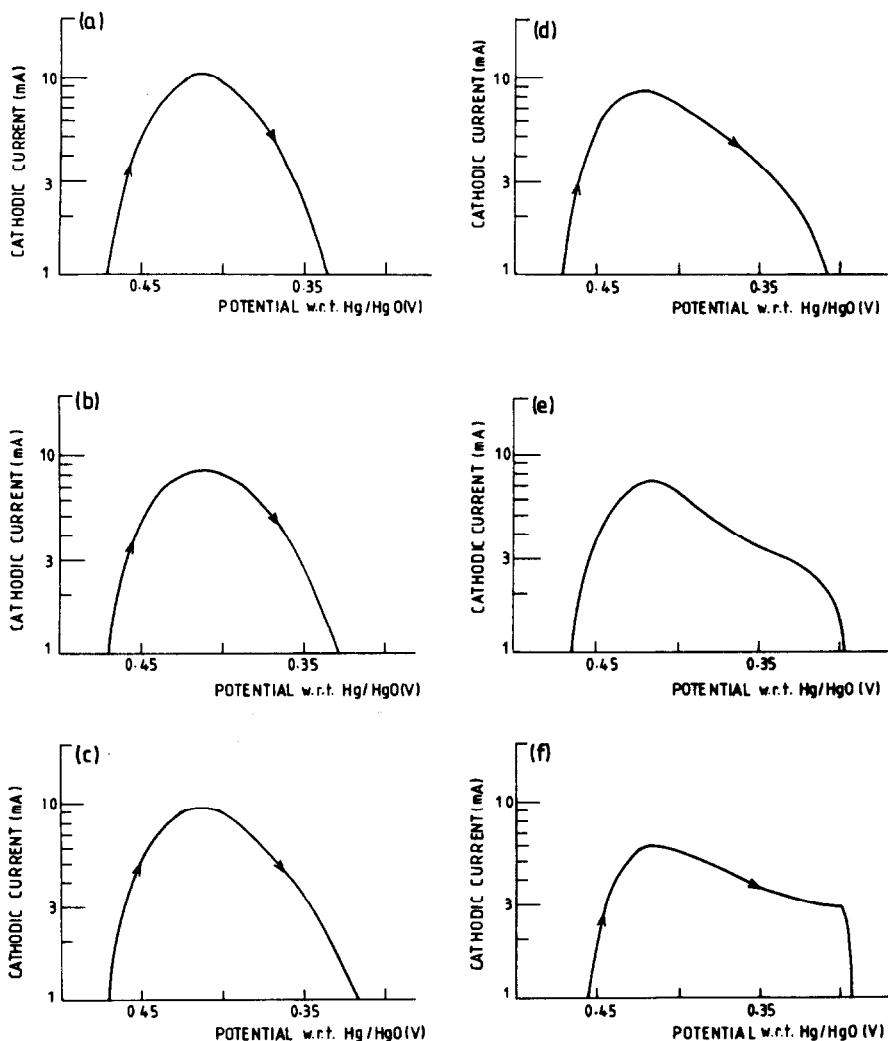 (a)
CATHODIC CURRENT (mA)
10
3
1
0.45
0.35
POTENTIAL w.r.t. Hg/HgO(V)
(d)
CATHODIC CURRENT (mA)
10
3
1
0.45
0.35
POTENTIAL w.r.t. Hg/HgO(V)
(b)
CATHODIC CURRENT (mA)
10
3
1
0.45
0.35
POTENTIAL w.r.t. Hg/HgO(V)
(e)
CATHODIC CURRENT (mA)
10
3
1
0.45
0.35
POTENTIAL w.r.t. Hg/HgO (V)
(c)
CATHODIC CURRENT (mA)
10
3
1
0.45
0.35
POTENTIAL w.r.t. Hg/HgO(V)
(f)
CATHODIC CURRENT (mA)
10
3
1
0.45
0.35
POTENTIAL w.r.t. Hg/HgO (V)